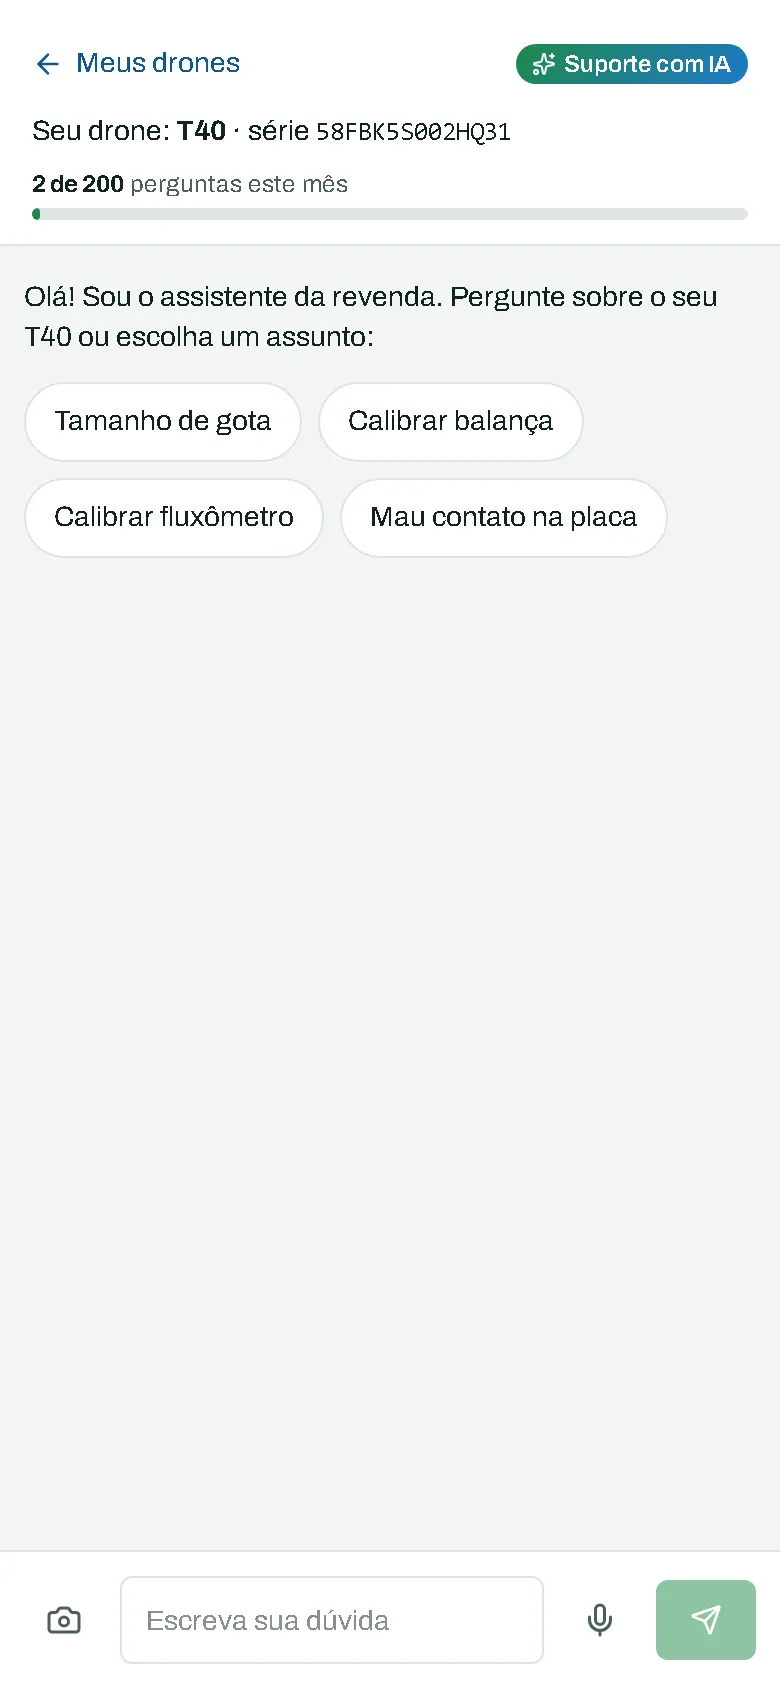 Meus drones
Suporte com IA
Seu drone: T40 · série 58FBK5S002HQ31
2 de 200 perguntas este mês
Olá! Sou o assistente da revenda. Pergunte sobre o seu
T40 ou escolha um assunto:
Tamanho de gota
Calibrar balança
Calibrar fluxômetro
Mau contato na placa
Escreva sua dúvida